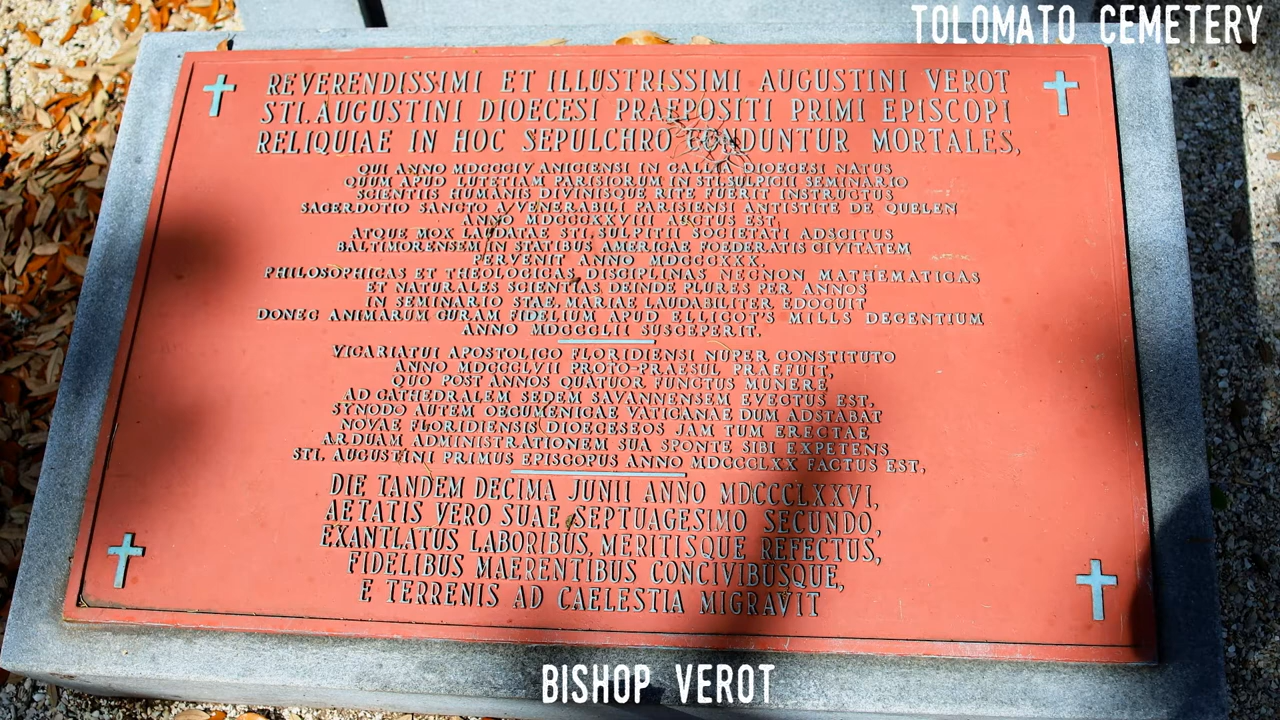 TOLOMATO CEMETERY
REVERENDISSIMI ET ILLUSTRISSIMI AUGUSTINI VEROT
STI. AUGUSTINI DIOECESI PRAEPOSITI PRIMI EPISCOPI
RELIQUIAE IN HOC SEPULCHRO CONDUNTUR MORTALES,
QUI ANNO MDCCCIV ANICIENSI IN GALLIA DIOECESI NATUS
QUUM APUD LUTETIAM PARISIORUM IN STI. SULPICII SEMINARIO
SCIENTIIS HUMANIS DIVINISQUE RITE FUERIT INSTRUCTUS
SACERDOTIO SANCTO A VENERABILI PARISIENSI ANTISTITE DE QUELEN
ANNO MDCCCXXVIII AUCTUS EST,
ATQUE MOX LAUDATAE STI. SULPITII SOCIETATI ADSCITUS
BALTIMORENSEM IN STATIBUS AMERICAE FOEDERATIS CIVITATEM
PERVENIT ANNO MDCCCXXX,
PHILOSOPHICAS ET THEOLOGICAS, DISCIPLINAS NECNON MATHEMATICAS
ET NATURALES SCIENTIAS DEINDE PLURES PER ANNOS
IN SEMINARIO STAE. MARIAE LAUDABILITER EDOCUIT
DONEC ANIMARUM CURAM FIDELIUM APUD ELLICOT'S MILLS DEGENTIUM
ANNO MDCCCLII SUSCEPERIT.
VICARIATUI APOSTOLICO FLORIDIENSI NUPER CONSTITUTO
ANNO MDCCCLVII PROTO-PRAESUL PRAEFUIT,
QUO POST ANNOS QUATUOR FUNCTUS MUNERE
AD CATHEDRALEM SEDEM SAVANNENSEM EVECTUS EST,
SYNODO AUTEM OECUMENICAE VATICANAE DUM ADSTABAT
NOVAE FLORIDIENSIS DIOECESEOS JAM TUM ERECTAE
ARDUAM ADMINISTRATIONEM SUA SPONTE SIBI EXPETENS
STI. AUGUSTINI PRIMUS EPISCOPUS ANNO MDCCCLXX FACTUS EST,
DIE TANDEM DECIMA JUNII ANNO MDCCCLXXVI,
AETATIS VERO SUAE SEPTUAGESIMO SECUNDO,
EXANTLATUS LABORIBUS, MERITISQUE REFECTUS,
FIDELIBUS MAERENTIBUS CONCIVIBUSQUE,
E TERRENIS AD CAELESTIA MIGRAVIT
BISHOP VEROT